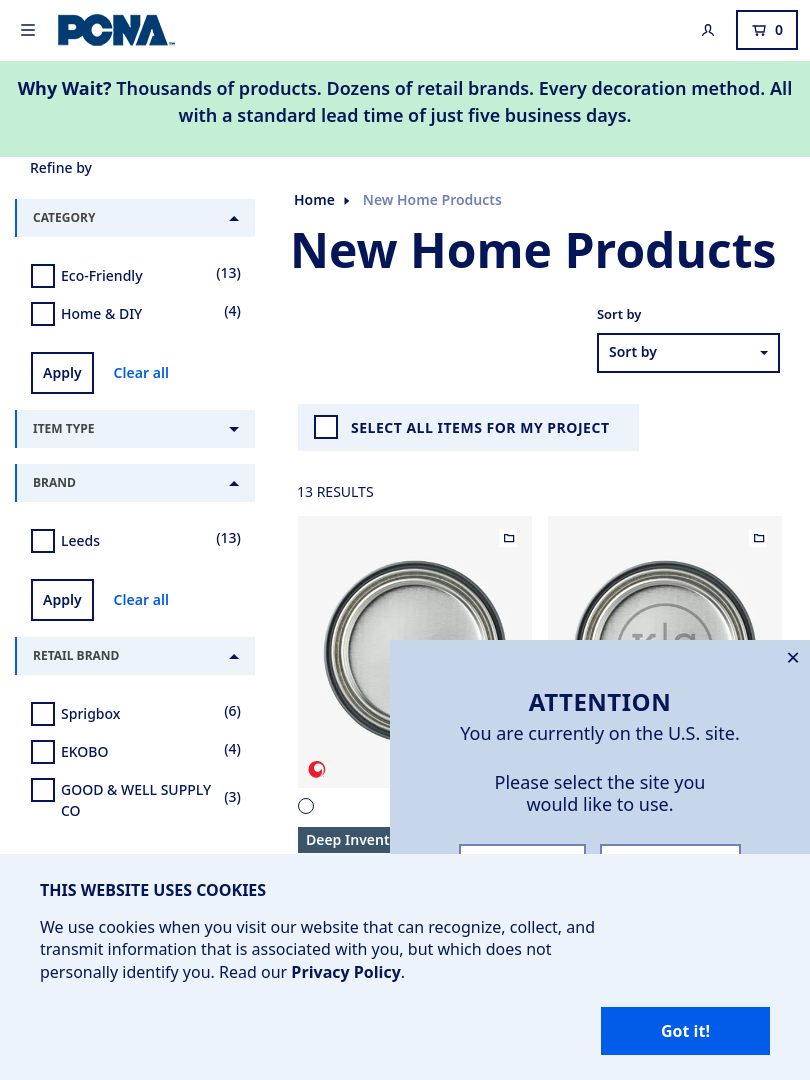 PCNA
0
Why Wait? Thousands of products. Dozens of retail brands. Every decoration method. All
with a standard lead time of just five business days.
Refine by
CATEGORY
Eco-Friendly (13)
Home & DIY (4)
Apply Clear all
ITEM TYPE
BRAND
Leeds (13)
Apply Clear all
RETAIL BRAND
Sprigbox (6)
EKOBO (4)
GOOD & WELL SUPPLY
CO (3)
Home New Home Products
New Home Products
Sort by
Sort by
SELECT ALL ITEMS FOR MY PROJECT
13 RESULTS
Deep Invent
ATTENTION
You are currently on the U.S. site.
Please select the site you
would like to use.
THIS WEBSITE USES COOKIES
We use cookies when you visit our website that can recognize, collect, and
transmit information that is associated with you, but which does not
personally identify you. Read our Privacy Policy.
Got it!